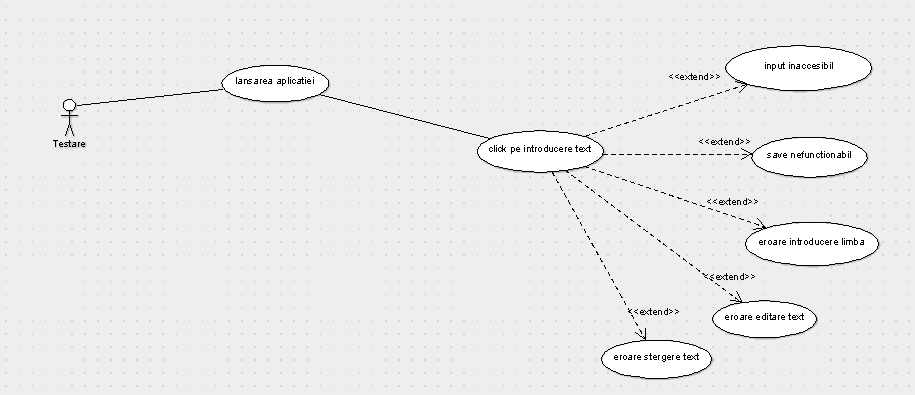 Testare
lansarea aplicatiei
click pe introducere text
<<extend>>
input inaccesibil
<<extend>>
save nefunctionabil
<<extend>>
eroare introducere limba
<<extend>>
eroare editare text
<<extend>>
eroare stergere text